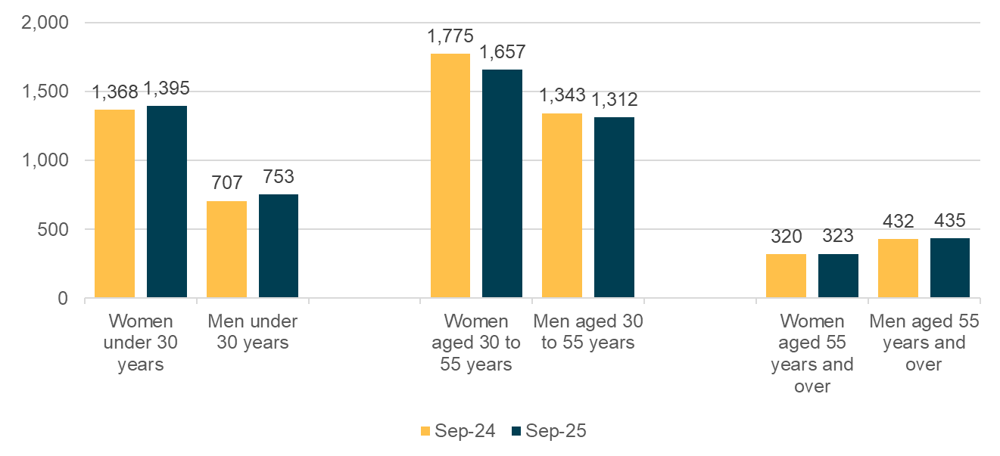 2,000
1,500
1,000
500
0
1,368
1,395
707
753
1,775
1,657
1,343
1,312
320
323
432
435
Women
under 30
years
Men under
30 years
Women
aged 30 to
55 years
Men aged 30
to 55 years
Women
aged 55
years and
over
Men aged 55
years and
over
Sep-24
Sep-25